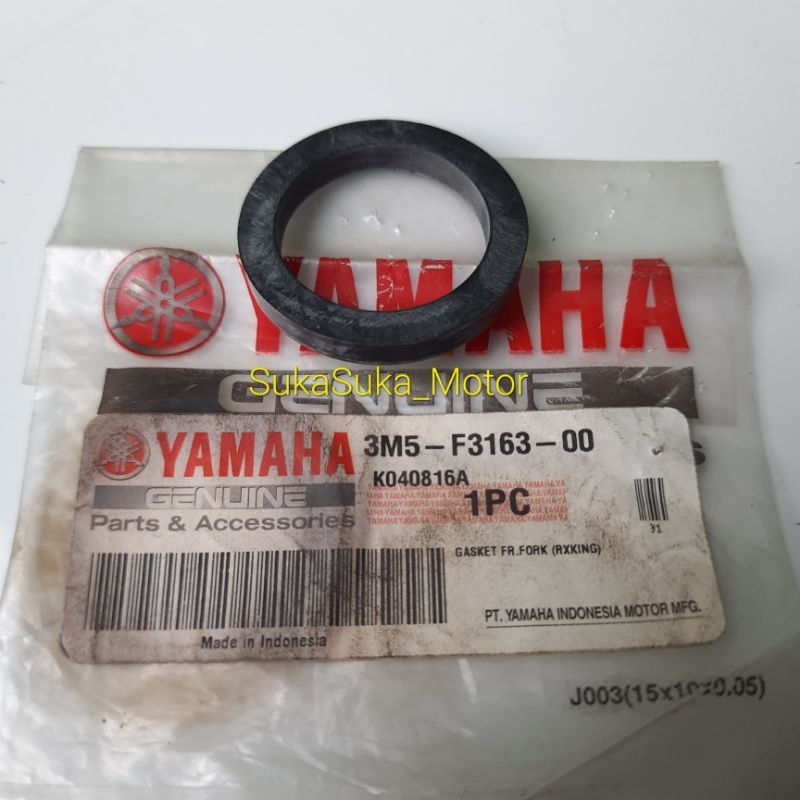 YAMAHA
GENUINE
SukaSuka_Motor
YAMAHA
GENUINE
Parts & Accessories
3M5-F3163-00
K040816A
1PC
31
GASKET FR.FORK (RXKING)
PT. YAMAHA INDONESIA MOTOR MFG.
Made in Indonesia
J003(15x10x0.05)